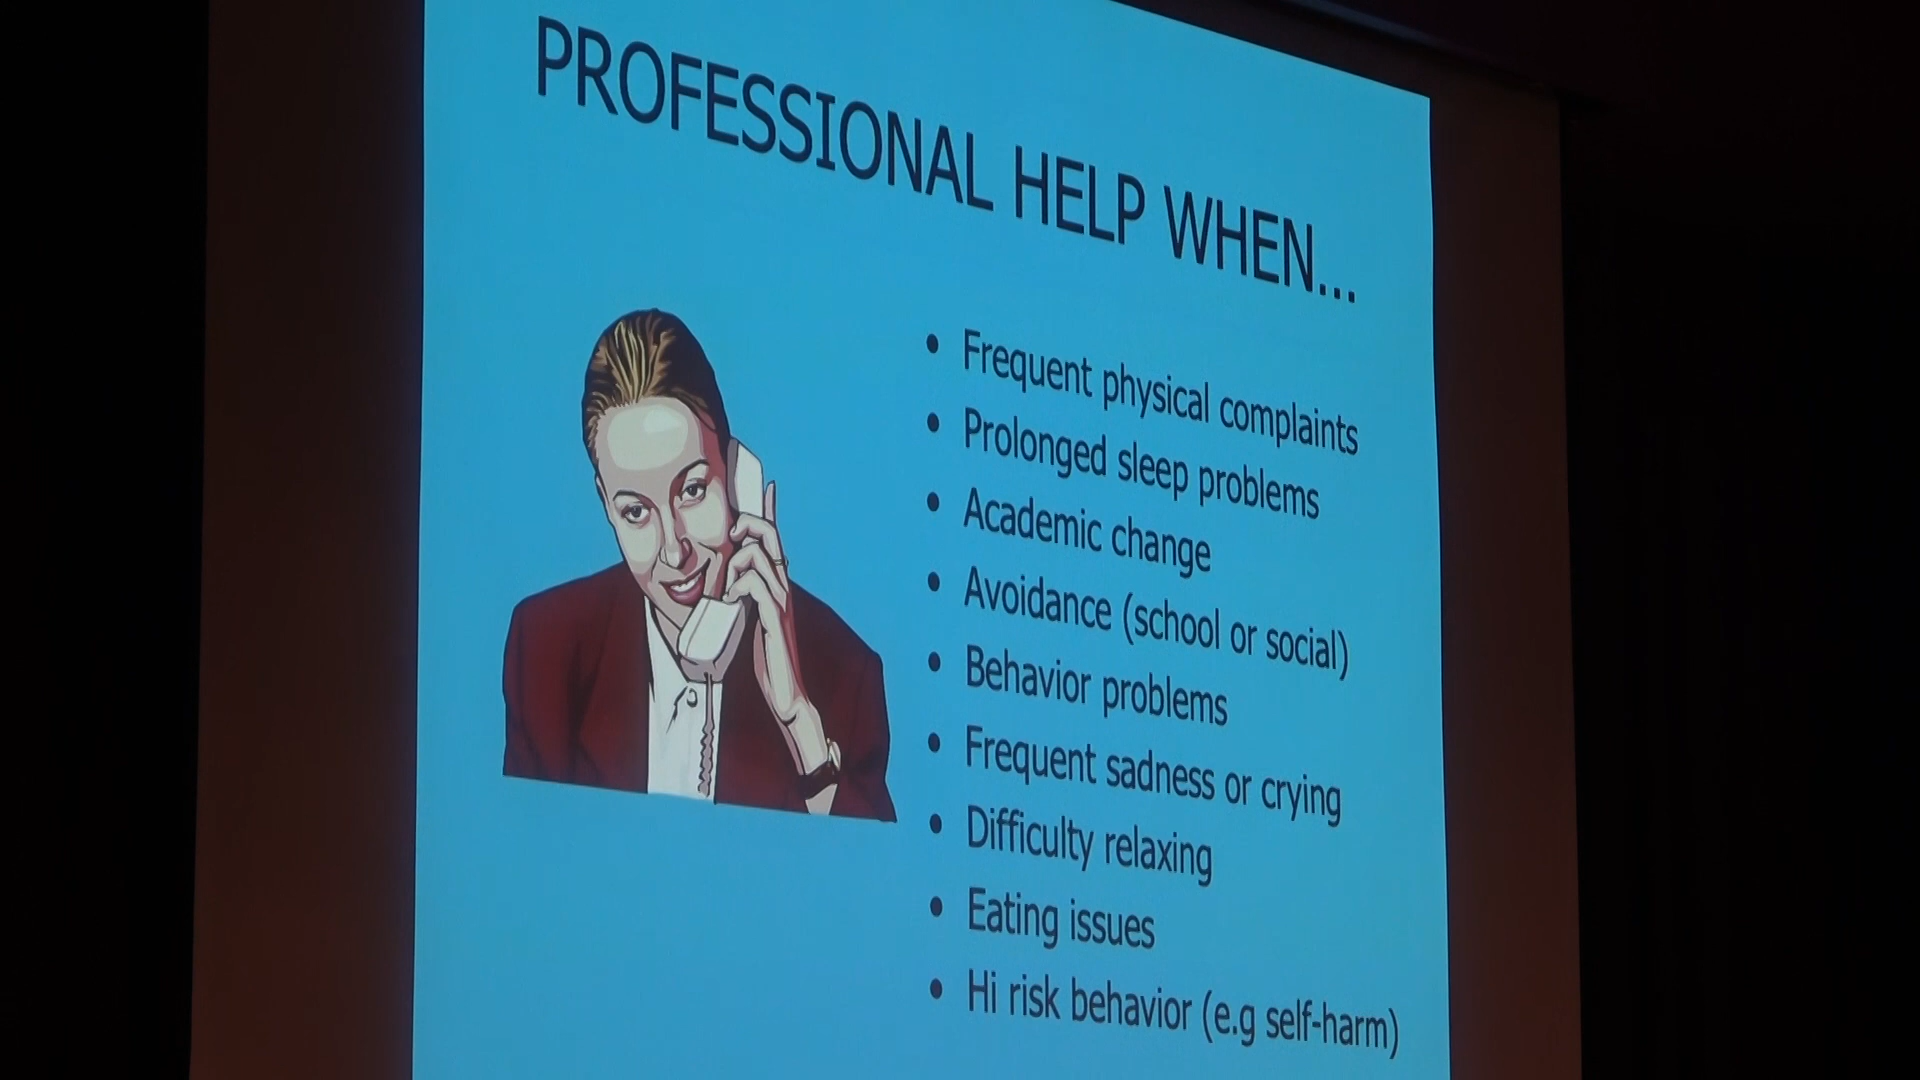 PROFESSIONAL HELP WHEN...
• Frequent physical complaints
• Prolonged sleep problems
• Academic change
• Avoidance (school or social)
• Behavior problems
• Frequent sadness or crying
• Difficulty relaxing
• Eating issues
• Hi risk behavior (e.g self-harm)